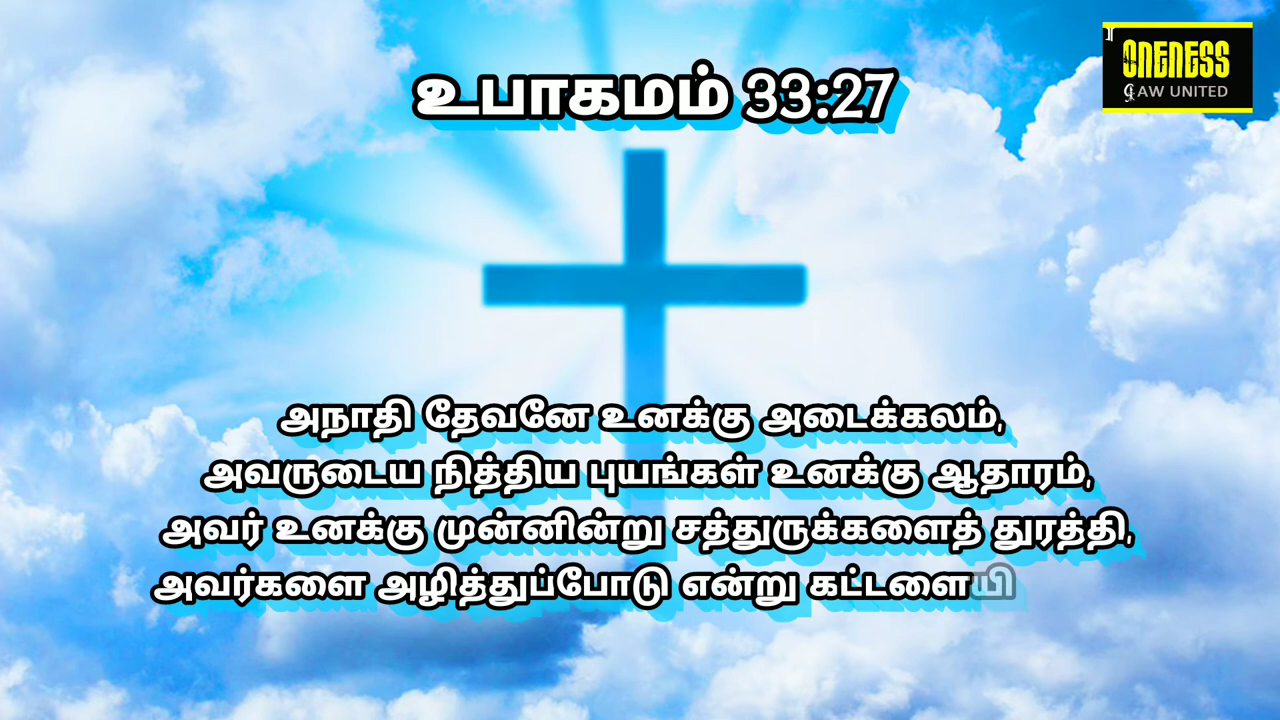 உபாகமம் 33:27
ONENESS
LAW UNITED
அநாதி தேவனே உனக்கு அடைக்கலம்,
அவருடைய நித்திய புயங்கள் உனக்கு ஆதாரம்,
அவர் உனக்கு முன்னின்று சத்துருக்களைத் துரத்தி,
அவர்களை அழித்துப்போடு என்று கட்டளையி